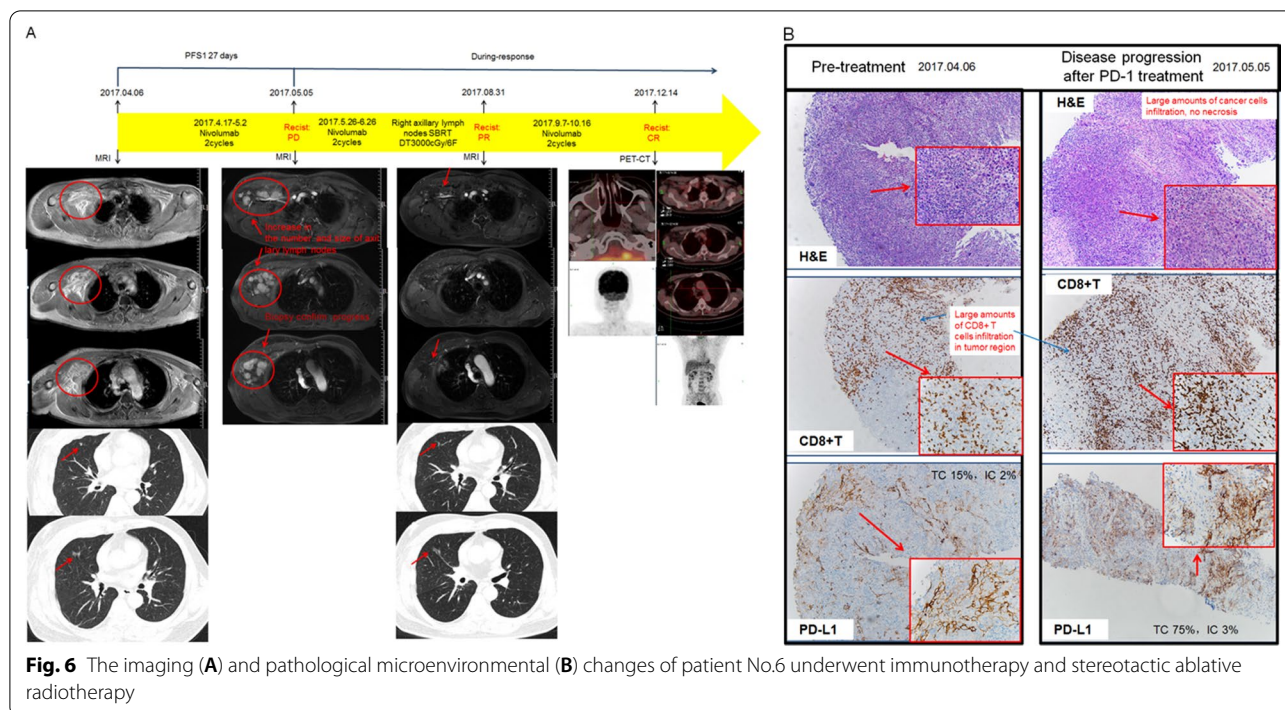 A
PFS1 27 days
During-response
2017.04.06
2017.05.05
2017.08.31
2017.12.14
2017.4.17-5.2
Nivolumab
2cycles
Recist:
PD
2017.5.26-6.26
Nivolumab
2cycles
Right axillary lymph
nodes SBRT
DT3000cGy/6F
Recist:
PR
2017.9.7-10.16
Nivolumab
2cycles
Recist:
CR
MRI
MRI
MRI
PET-CT
Increase in
the number and size of axi
llary lymph nodes
B
Pre-treatment 2017.04.06
Disease progression
after PD-1 treatment 2017.05.05
H&E
H&E
Large amounts of cancer cells
infiltration, no necrosis
CD8+T
CD8+T
Large amounts
of CD8+ T
cells infiltration
in tumor region
PD-L1
TC 15%, IC 2%
PD-L1
TC 75%, IC 3%
Fig. 6 The imaging (A) and pathological microenvironmental (B) changes of patient No.6 underwent immunotherapy and stereotactic ablative
radiotherapy